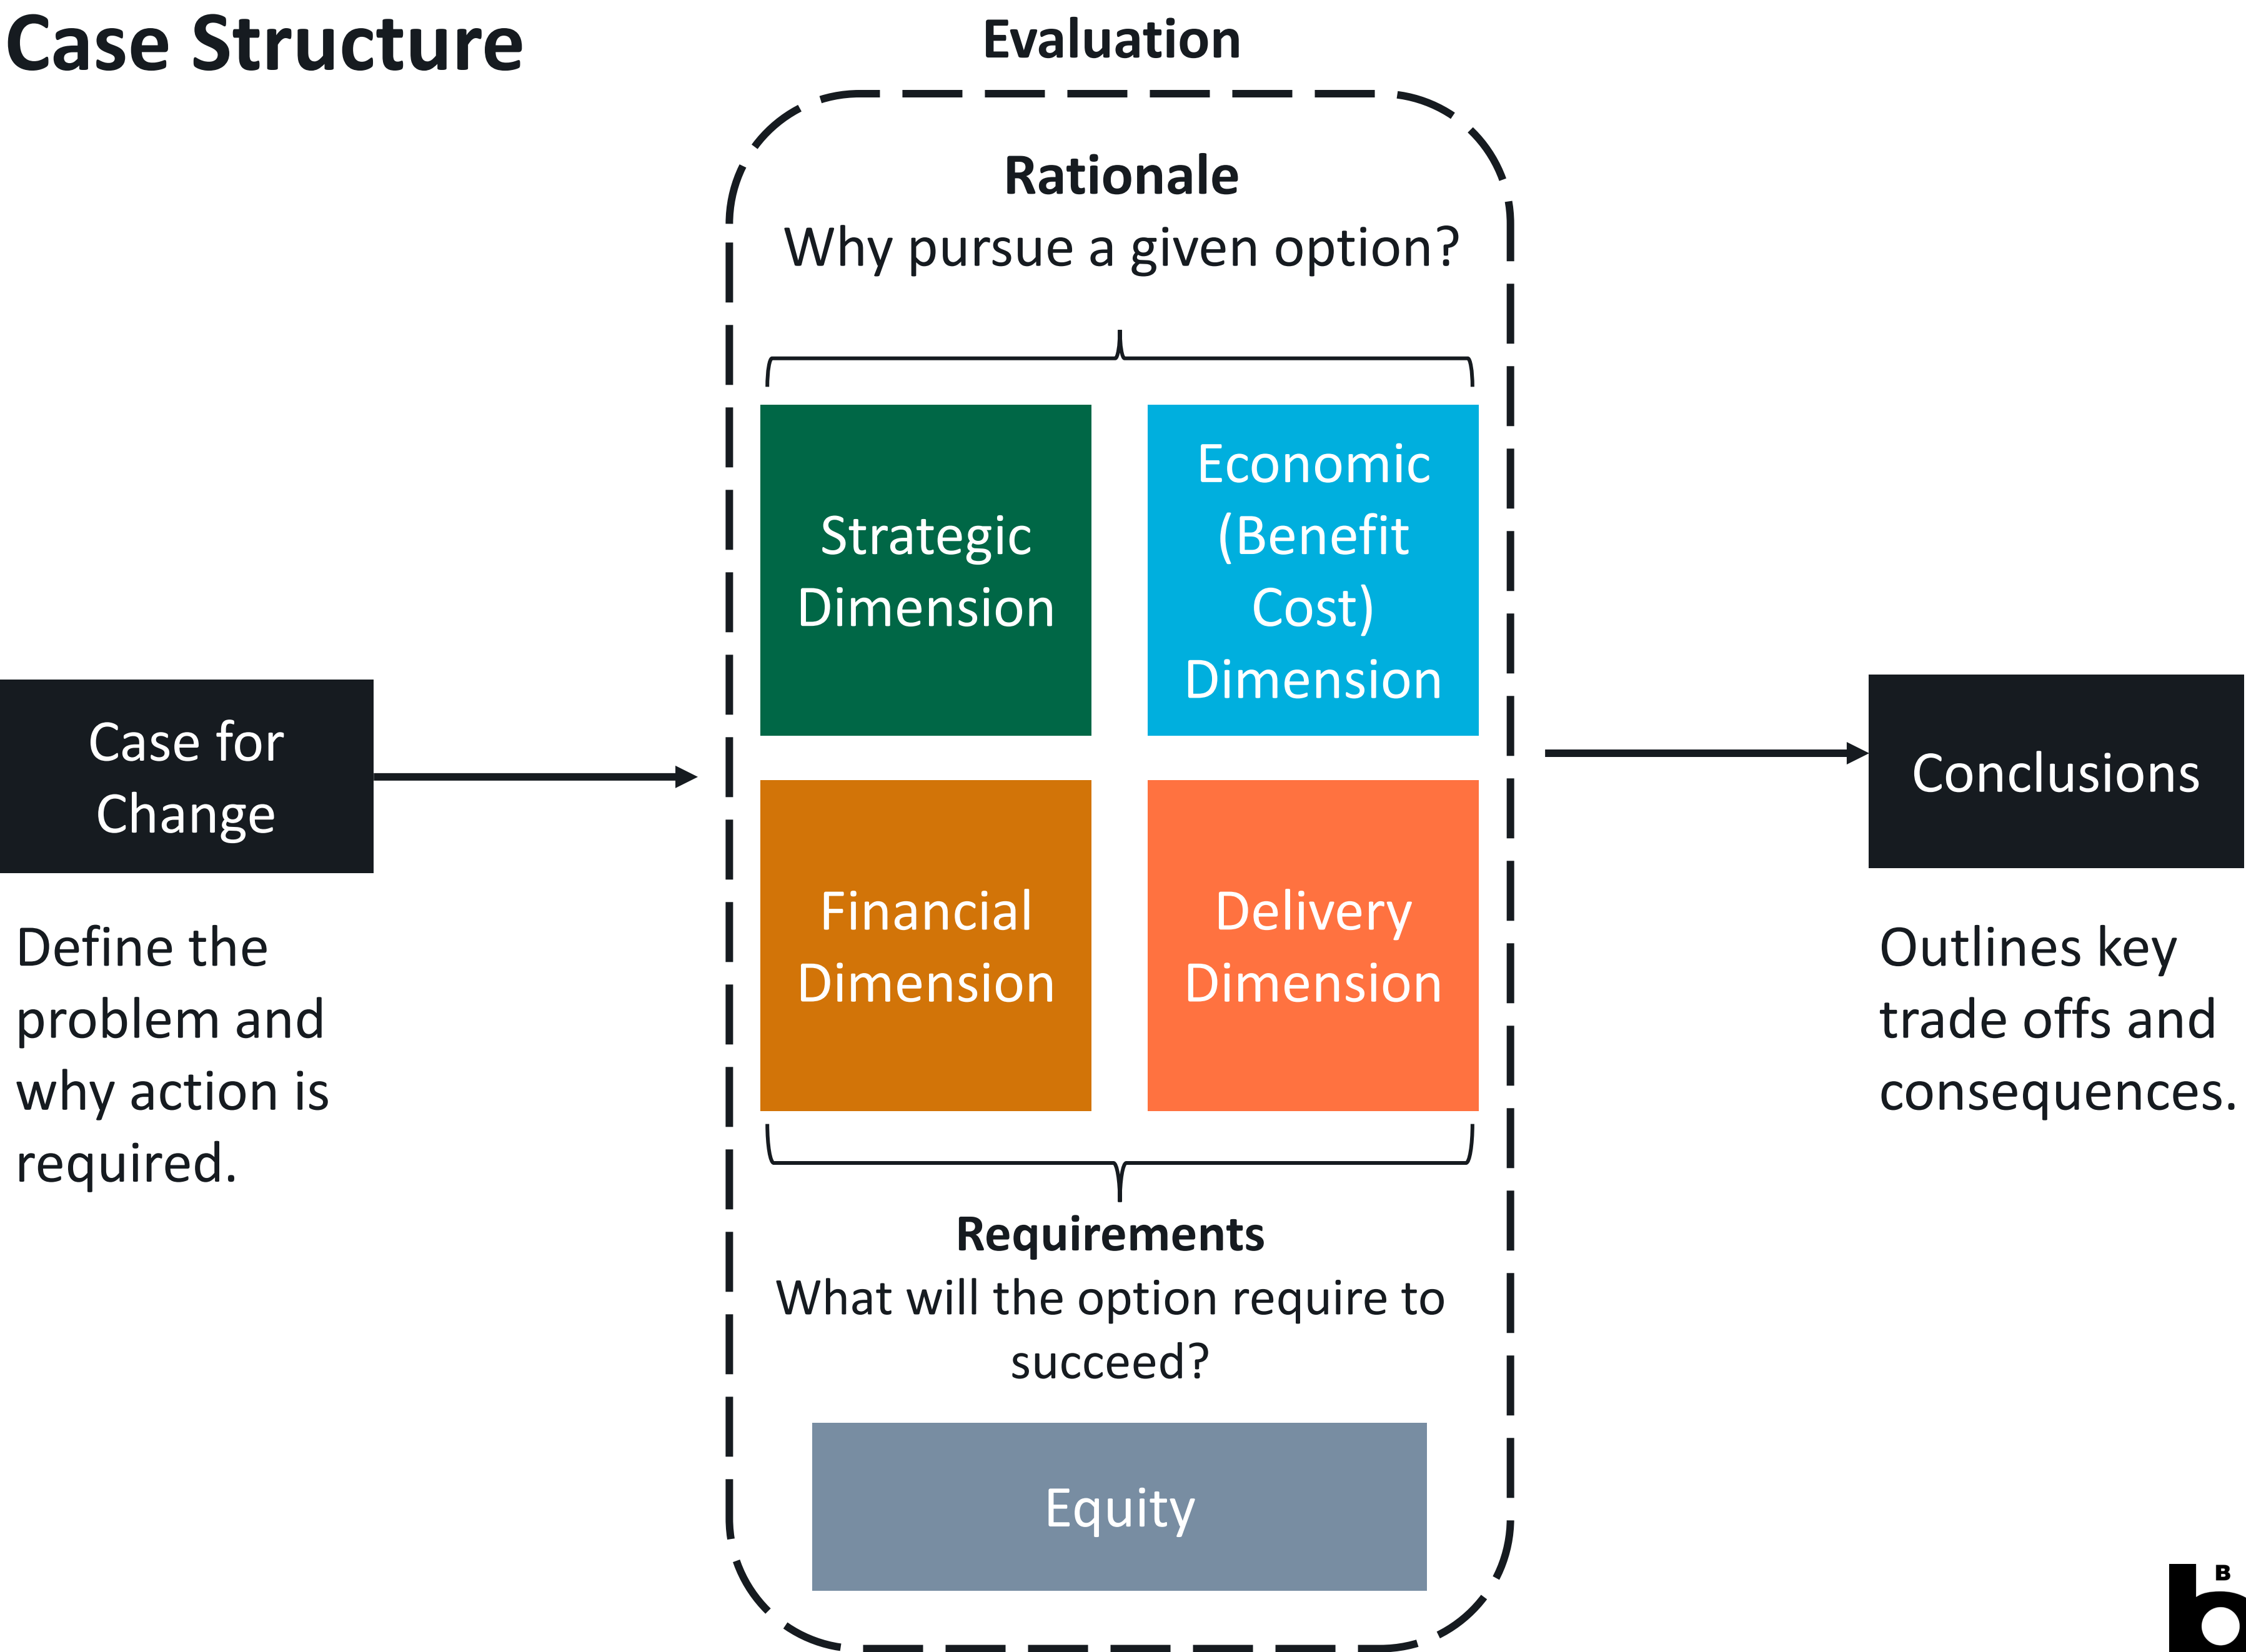 Case Structure
Evaluation
Rationale
Why pursue a given option?
Strategic
Dimension
Economic
(Benefit
Cost)
Dimension
Case for
Change
Define the
problem and
why action is
required.
Financial
Dimension
Delivery
Dimension
Requirements
What will the option require to
succeed?
Equity
Conclusions
Outlines key
trade offs and
consequences.
B
b